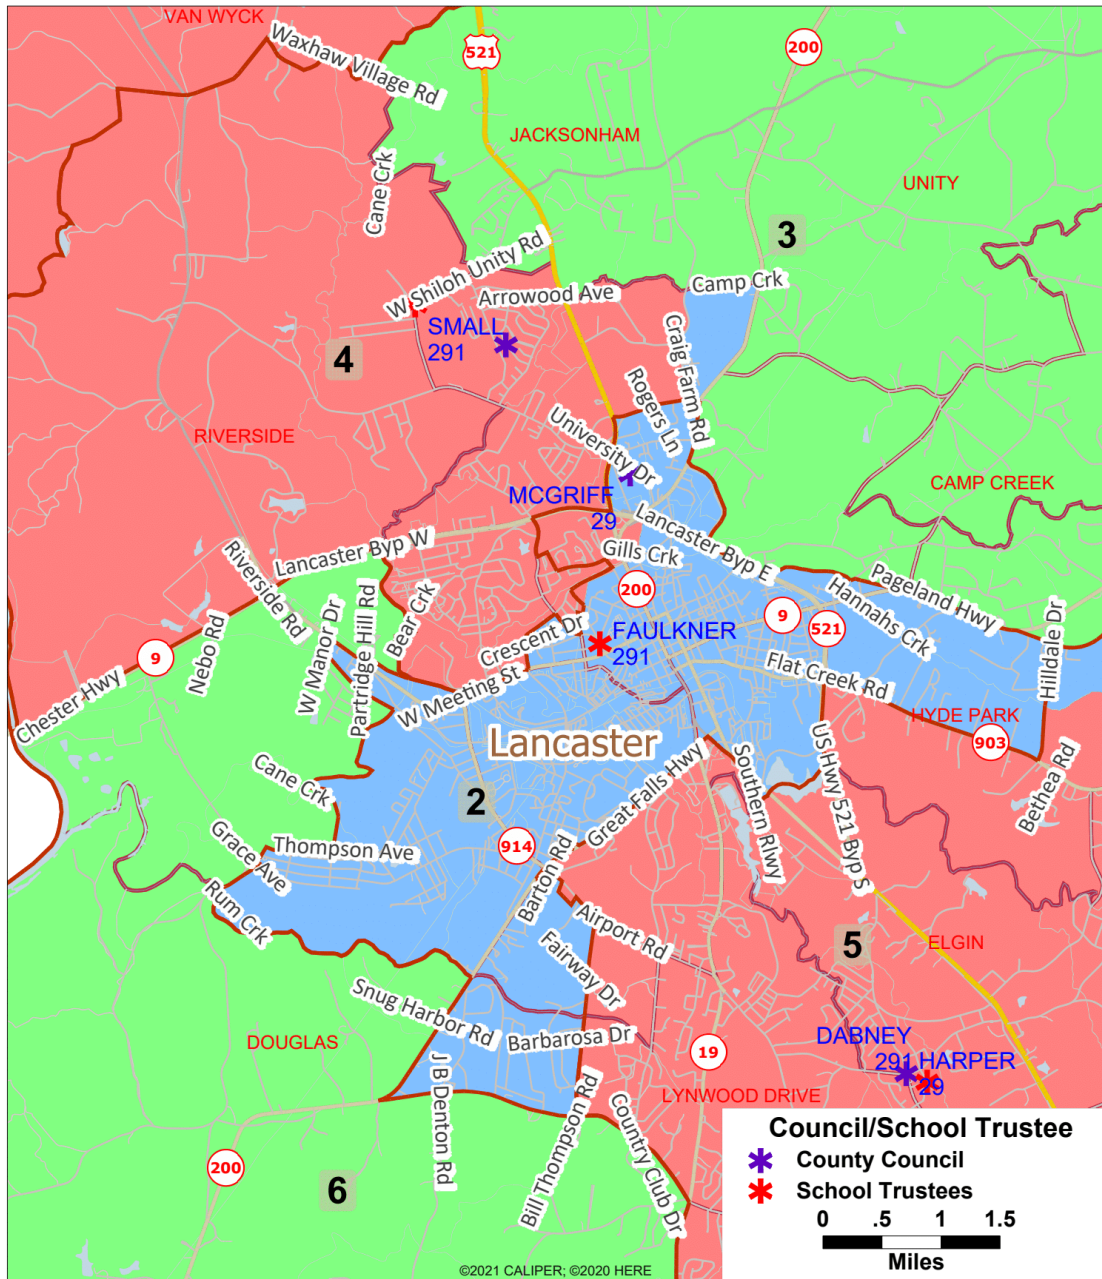 VAN WYCK
Waxhaw Village Rd
521
200
JACKSONHAM
Cane Crk
UNITY
3
W Shiloh Unity Rd
Camp Crk
Arrowood Ave
SMALL
291
4
Craig Farm Rd
Rogers Ln
University Dr
RIVERSIDE
CAMP CREEK
MCGRIFF
29
Lancaster Byp W
Lancaster Byp E
Gills Crk
Riverside Rd
Pageland Hwy
Hannahs Crk
200
9
521
W Manor Dr
Partridge Hill Rd
Bear Crk
Nebo Rd
Crescent Dr
FAULKNER
291
Hilldale Dr
9
Chester Hwy
W Meeting St
Flat Creek Rd
HYDE PARK
903
Lancaster
Cane Crk
2
Great Falls Hwy
Southern Rlwy
US Hwy 521 Byp S
Bethea Rd
Grace Ave
Thompson Ave
914
Barton Rd
Rum Crk
Airport Rd
5
ELGIN
Fairway Dr
Snug Harbor Rd
Barbarosa Dr
DOUGLAS
19
DABNEY
291
HARPER
29
LYNWOOD DRIVE
J B Denton Rd
Bill Thompson Rd
Country Club Dr
200
6
Council/School Trustee
County Council
School Trustees
0 .5 1 1.5
Miles
©2021 CALIPER; ©2020 HERE